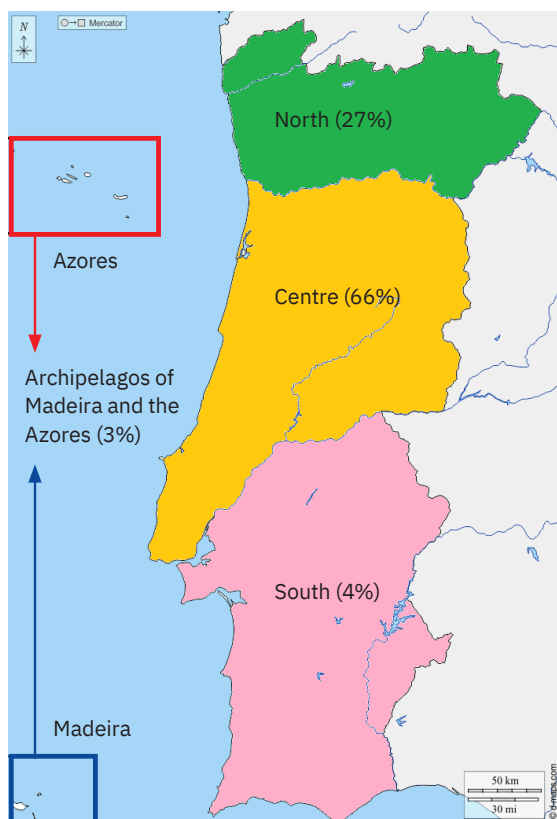 N
Mercator
North (27%)
Azores
Centre (66%)
Archipelagos of
Madeira and the
Azores (3%)
South (4%)
Madeira
50 km
30 mi
© d-maps.com